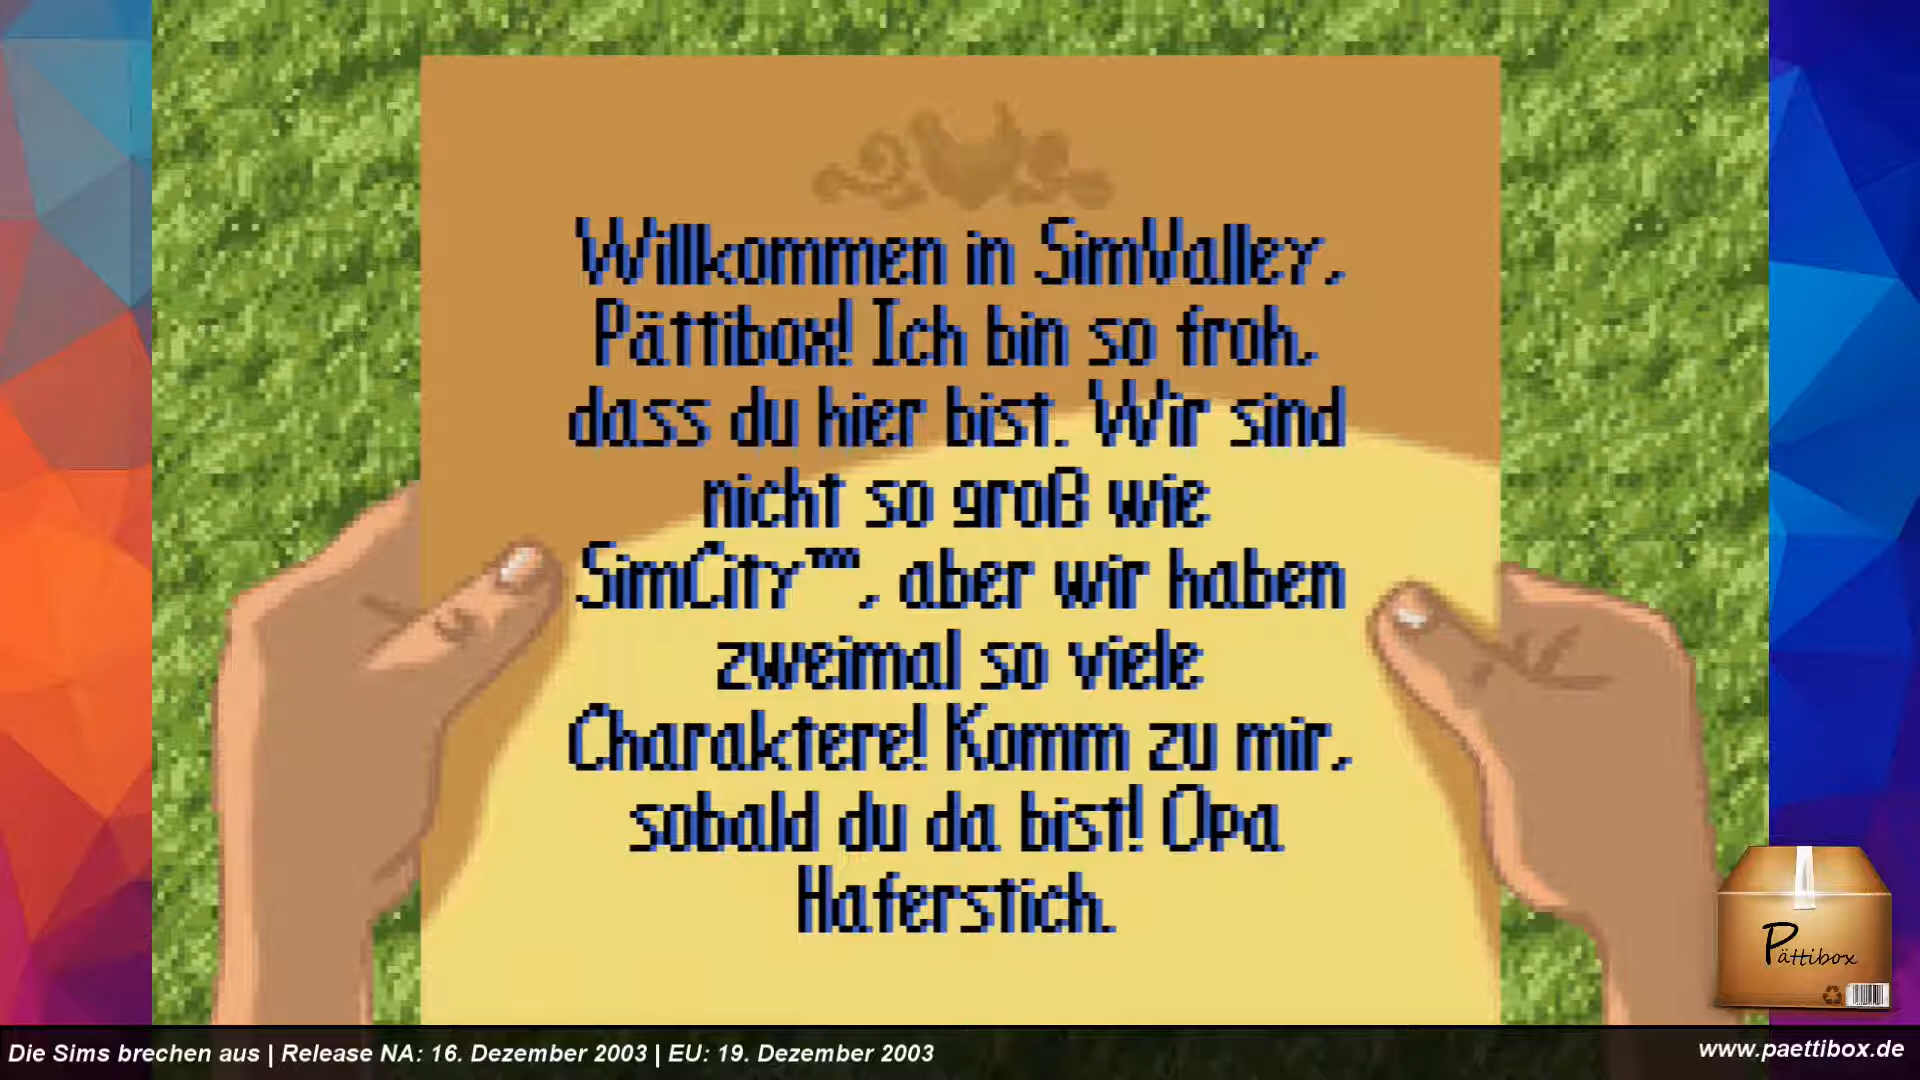 Willkommen in SimValley,
Pättibox! Ich bin so froh,
dass du hier bist. Wir sind
nicht so groß wie
SimCity™, aber wir haben
zweimal so viele
Charaktere! Komm zu mir,
sobald du da bist! Opa
Haferstich.
Pättibox
Die Sims brechen aus | Release NA: 16. Dezember 2003 | EU: 19. Dezember 2003
www.paettibox.de